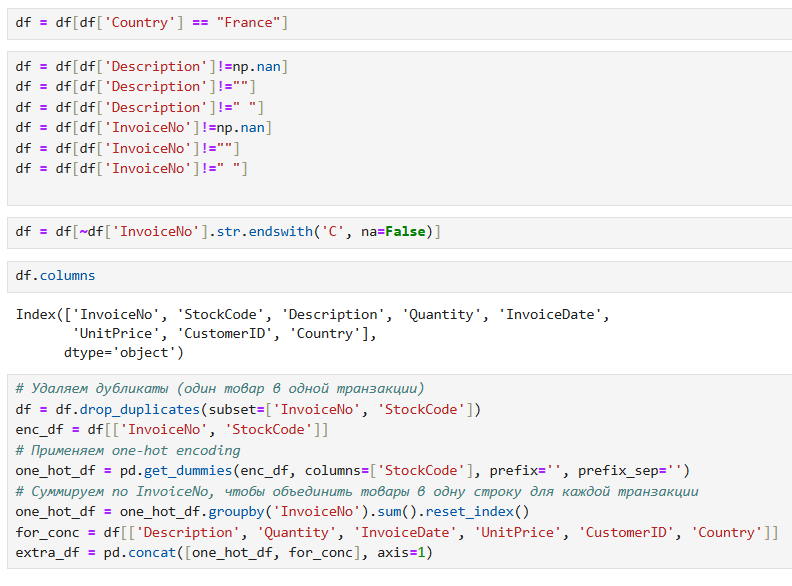 df = df[df['Country'] == "France"]
df = df[df['Description']!=np.nan]
df = df[df['Description']!=""]
df = df[df['Description']!=" "]
df = df[df['InvoiceNo']!=np.nan]
df = df[df['InvoiceNo']!=""]
df = df[df['InvoiceNo']!=" "]
df = df[~df['InvoiceNo'].str.endswith('C', na=False)]
df.columns
Index(['InvoiceNo', 'StockCode', 'Description', 'Quantity', 'InvoiceDate',
       'UnitPrice', 'CustomerID', 'Country'],
      dtype='object')
# Удаляем дубликаты (один товар в одной транзакции)
df = df.drop_duplicates(subset=['InvoiceNo', 'StockCode'])
enc_df = df[['InvoiceNo', 'StockCode']]
# Применяем one-hot encoding
one_hot_df = pd.get_dummies(enc_df, columns=['StockCode'], prefix='', prefix_sep='')
# Суммируем по InvoiceNo, чтобы объединить товары в одну строку для каждой транзакции
one_hot_df = one_hot_df.groupby('InvoiceNo').sum().reset_index()
for_conc = df[['Description', 'Quantity', 'InvoiceDate', 'UnitPrice', 'CustomerID', 'Country']]
extra_df = pd.concat([one_hot_df, for_conc], axis=1)